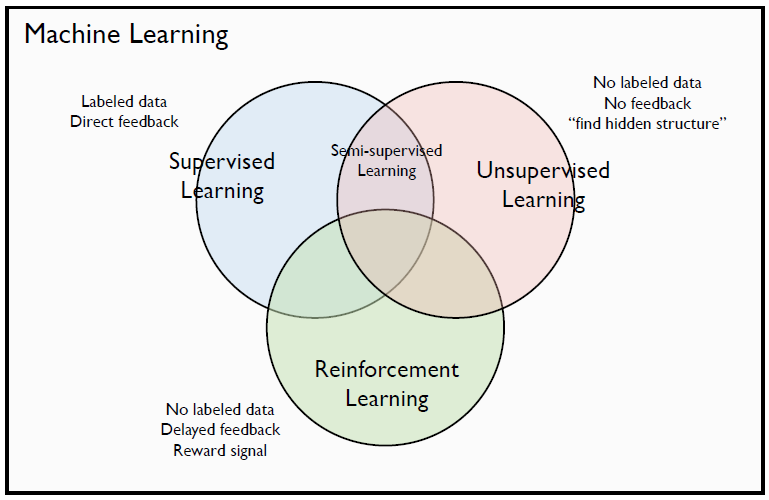 Machine Learning
Labeled data
Direct feedback
No labeled data
No feedback
“find hidden structure”
Supervised
Learning
Semi-supervised
Learning
Unsupervised
Learning
Reinforcement
Learning
No labeled data
Delayed feedback
Reward signal